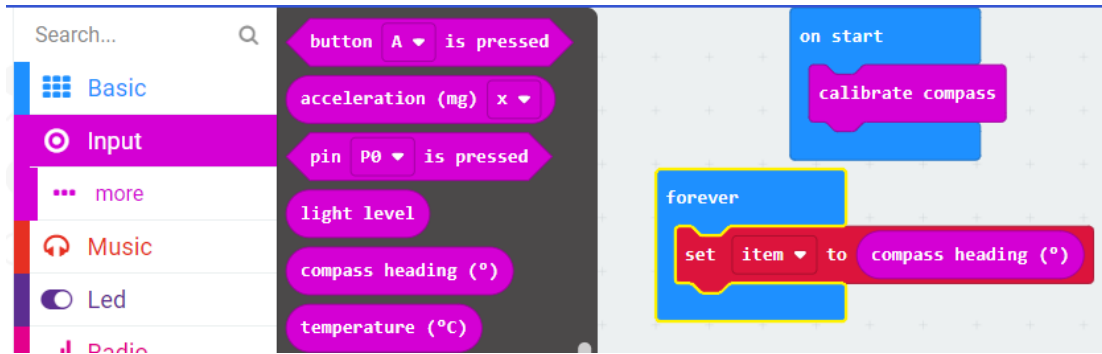 Search...
Basic
Input
more
Music
Led
Radio
button A is pressed
acceleration (mg) x
pin P0 is pressed
light level
compass heading (°)
temperature (°C)
on start
calibrate compass
forever
set item to compass heading (°)